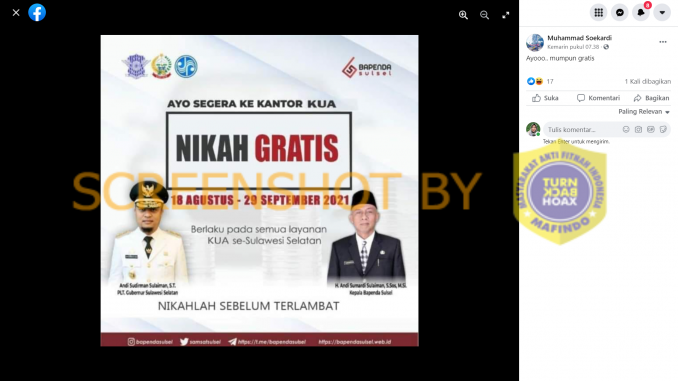 8
BAPENDA
sulsel
AYO SEGERA KE KANTOR KUA
NIKAH GRATIS
18 AGUSTUS - 29 SEPTEMBER 2021
SCREENSHOT BY
Berlaku pada semua layanan
KUA se-Sulawesi Selatan
Andi Sudirman Sulaiman, S.T.
PLT. Gubernur Sulawesi Selatan
H. Andi Sumardi Sulaiman, S.Sos, M.Si.
Kepala Bapenda Sulsel
NIKAHLAH SEBELUM TERLAMBAT
bapendasulsel
samsatsulsel
https://t.me/bapendasulsel
https://bapendasulsel.web.id
Muhammad Soekardi
Kemarin pukul 07.38
Ayooo.. mumpun gratis
17
1 Kali dibagikan
Suka
Komentari
Bagikan
Paling Relevan
Tulis komentar...
GIF
Tekan Enter untuk mengirim.
MASYARAKAT ANTI FITNAH INDONESIA
TURN
BACK
HOAX
MAFINDO